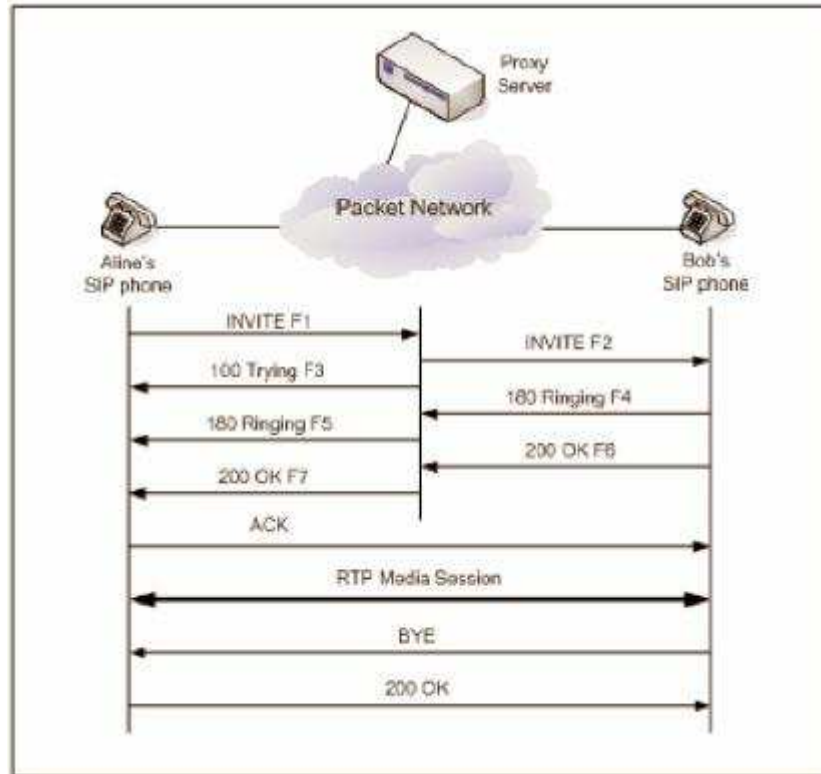 Proxy
Server
Packet Network
Aline's
SIP phone
Bob's
SIP phone
INVITE F1
INVITE F2
100 Trying F3
180 Ringing F4
180 Ringing F5
200 OK F6
200 OK F7
ACK
RTP Media Session
BYE
200 OK